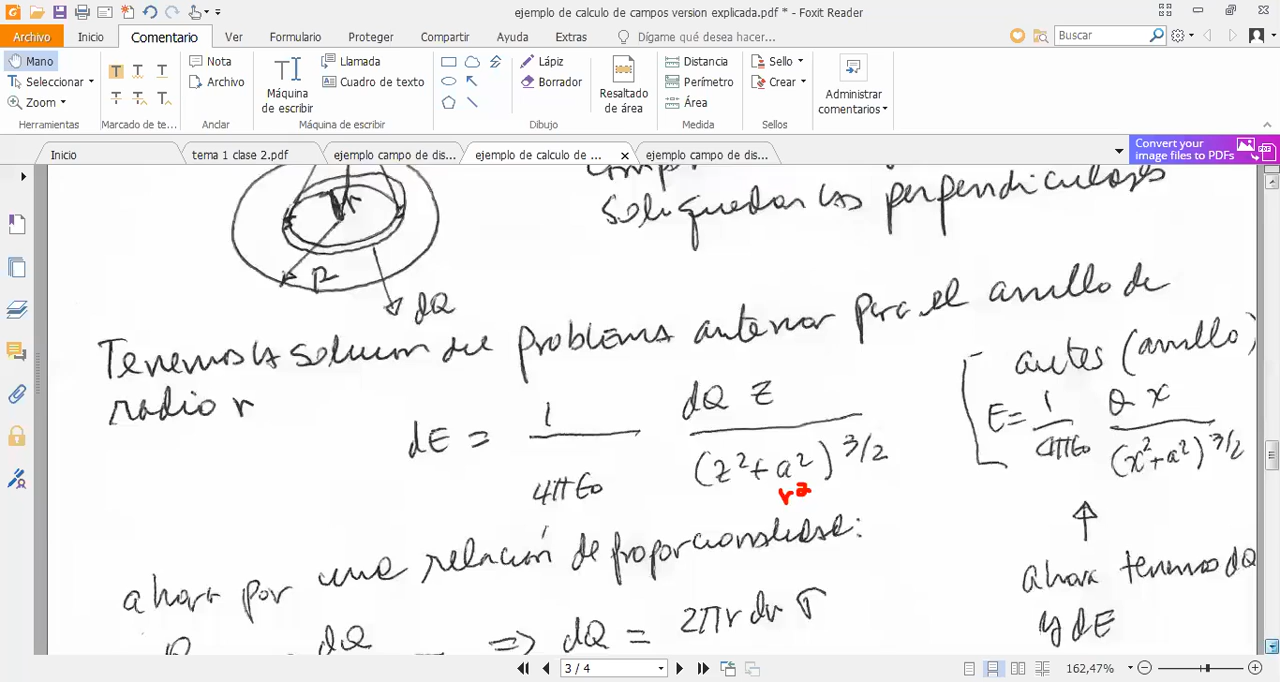 ejemplo de calculo de campos version explicada.pdf * - Foxit Reader
Archivo Inicio Comentario Ver Formulario Proteger Compartir Ayuda Extras Dígame qué desea hacer... Buscar
Mano
Seleccionar
Zoom
Herramientas
T T T
T T T
Marcado de te...
Nota
Archivo
Anclar
Máquina de escribir
Llamada
Cuadro de texto
Máquina de escribir
Lápiz
Borrador
Dibujo
Resaltado de área
Distancia
Perímetro
Área
Medida
Sello
Crear
Sellos
Administrar comentarios
Inicio tema 1 clase 2.pdf ejemplo campo de dis... ejemplo de calculo de ... ejemplo campo de dis...
Convert your
image files to PDFs
solo quedan las perpendiculares
r
R
dQ
Tenemos la solucion del problema anterior para el anillo de
radio r
dE = 1 / 4πε0 dQ z / (z² + a²)^3/2
r²
antes (anillo)
E = 1 / 4πε0 Q x / (x² + a²)^3/2
ahora tenemos dQ
y dE
ahora por una relación de proporcionalidad:
dQ => dQ = 2πr dr σ
3 / 4
162,47%